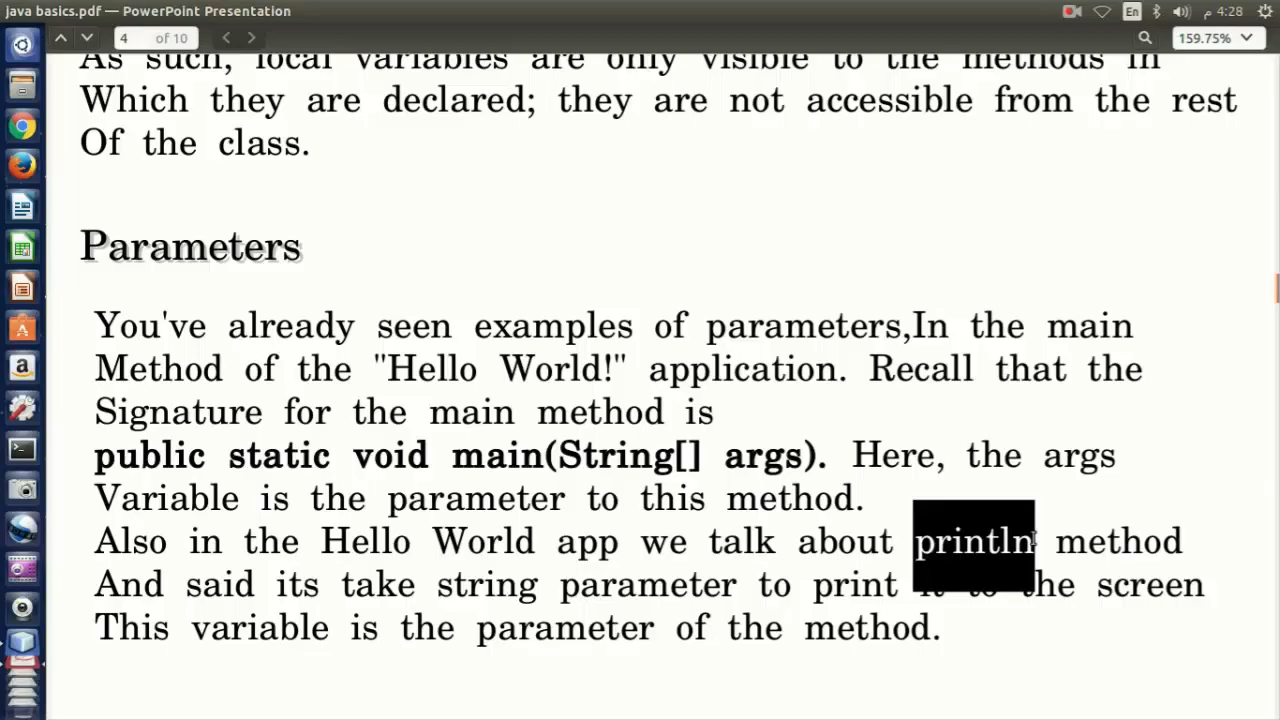 java basics.pdf — PowerPoint Presentation
En
م 4:28
4 of 10
159.75%
As such, local variables are only visible to the methods in
Which they are declared; they are not accessible from the rest
Of the class.
Parameters
You've already seen examples of parameters,In the main
Method of the "Hello World!" application. Recall that the
Signature for the main method is
public static void main(String[] args). Here, the args
Variable is the parameter to this method.
Also in the Hello World app we talk about println method
And said its take string parameter to print it to the screen
This variable is the parameter of the method.